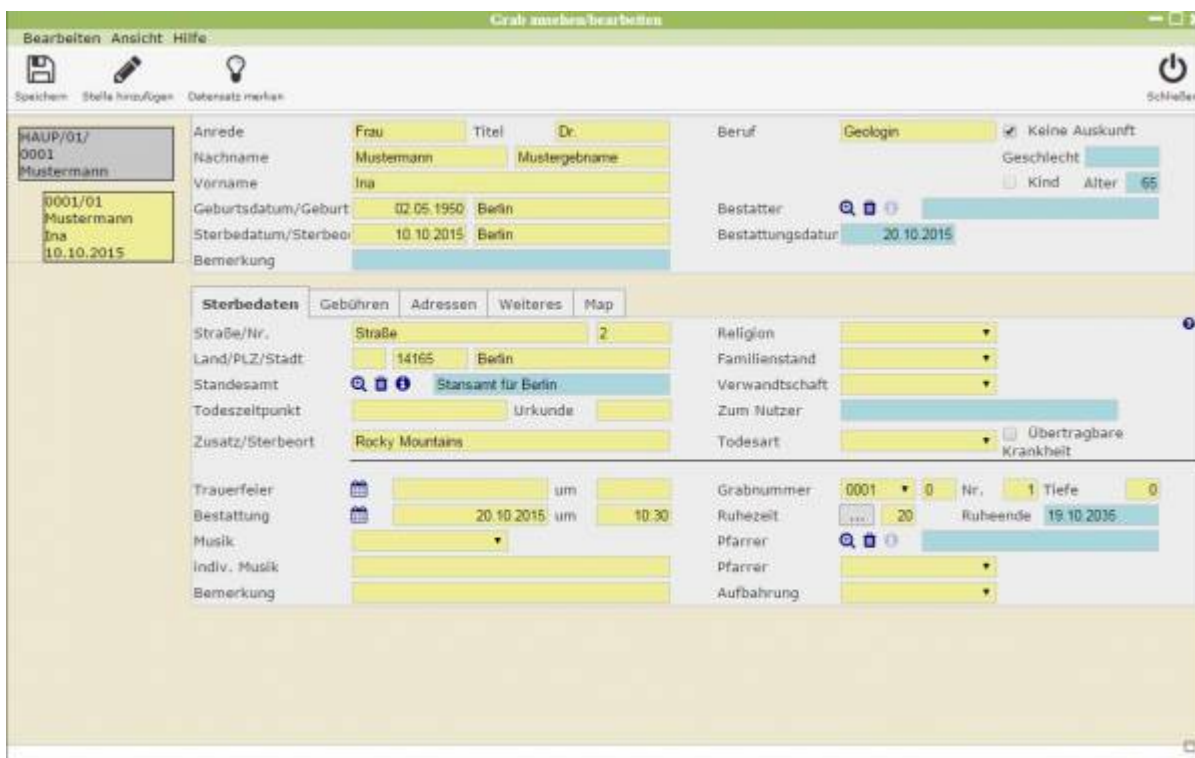 Grab ansehen/bearbeiten
Bearbeiten Ansicht Hilfe
Speichern Stelle hinzufügen Datensatz merken Schließen
HAUP/01/
0001
Mustermann
0001/01
Mustermann
Ina
10.10.2015
Anrede Frau Titel Dr. Beruf Geologin Keine Auskunft
Nachname Mustermann Mustergebname Geschlecht
Vorname Ina Kind Alter 65
Geburtsdatum/Geburt 02.05.1950 Berlin Bestatter
Sterbedatum/Sterbeor 10.10.2015 Berlin Bestattungsdatur 20.10.2015
Bemerkung
Sterbedaten Gebühren Adressen Weiteres Map
Straße/Nr. Straße 2 Religion
Land/PLZ/Stadt 14165 Berlin Familienstand
Standesamt Stansamt für Berlin Verwandtschaft
Todeszeitpunkt Urkunde Zum Nutzer
Zusatz/Sterbeort Rocky Mountains Todesart Übertragbare
Krankheit
Trauerfeier um Grabnummer 0001 0 Nr. 1 Tiefe 0
Bestattung 20.10.2015 um 10:30 Ruhezeit ... 20 Ruheende 19.10.2035
Musik Pfarrer
indiv. Musik Pfarrer
Bemerkung Aufbahrung